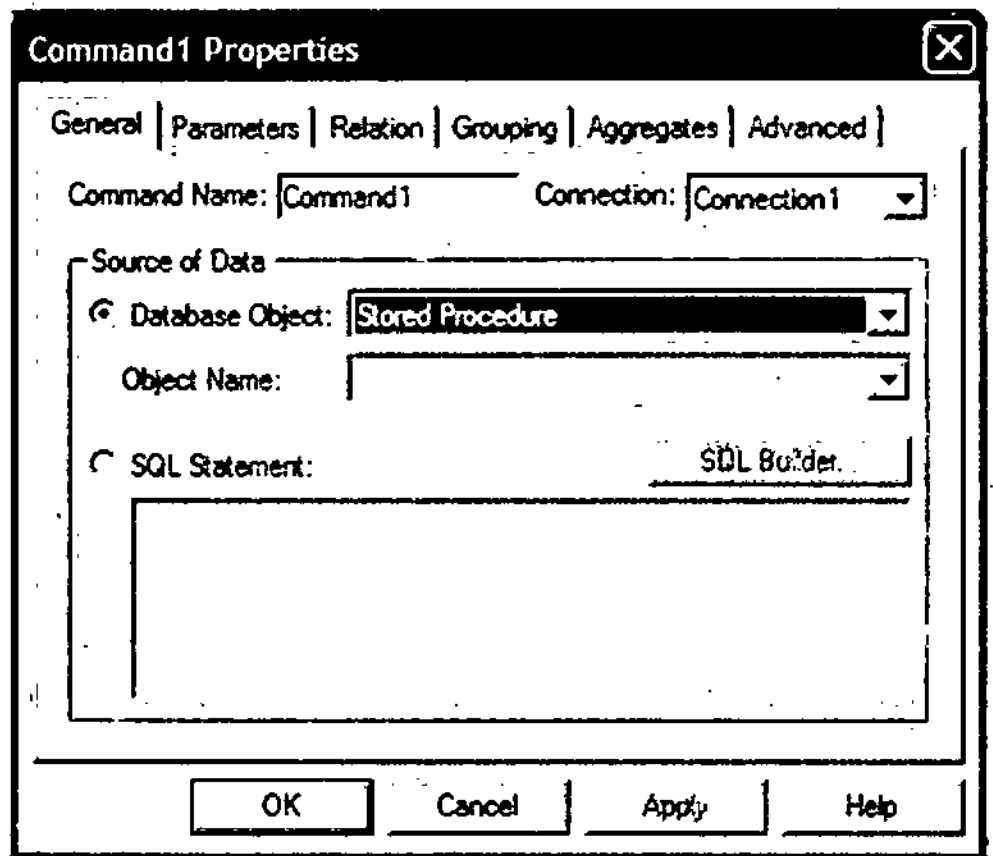 Command1 Properties
General Parameters Relation Grouping Aggregates Advanced
Command Name: Command1 Connection: Connection1
Source of Data
Database Object: Stored Procedure
Object Name:
SQL Statement: SQL Builder.
OK Cancel Apply Help